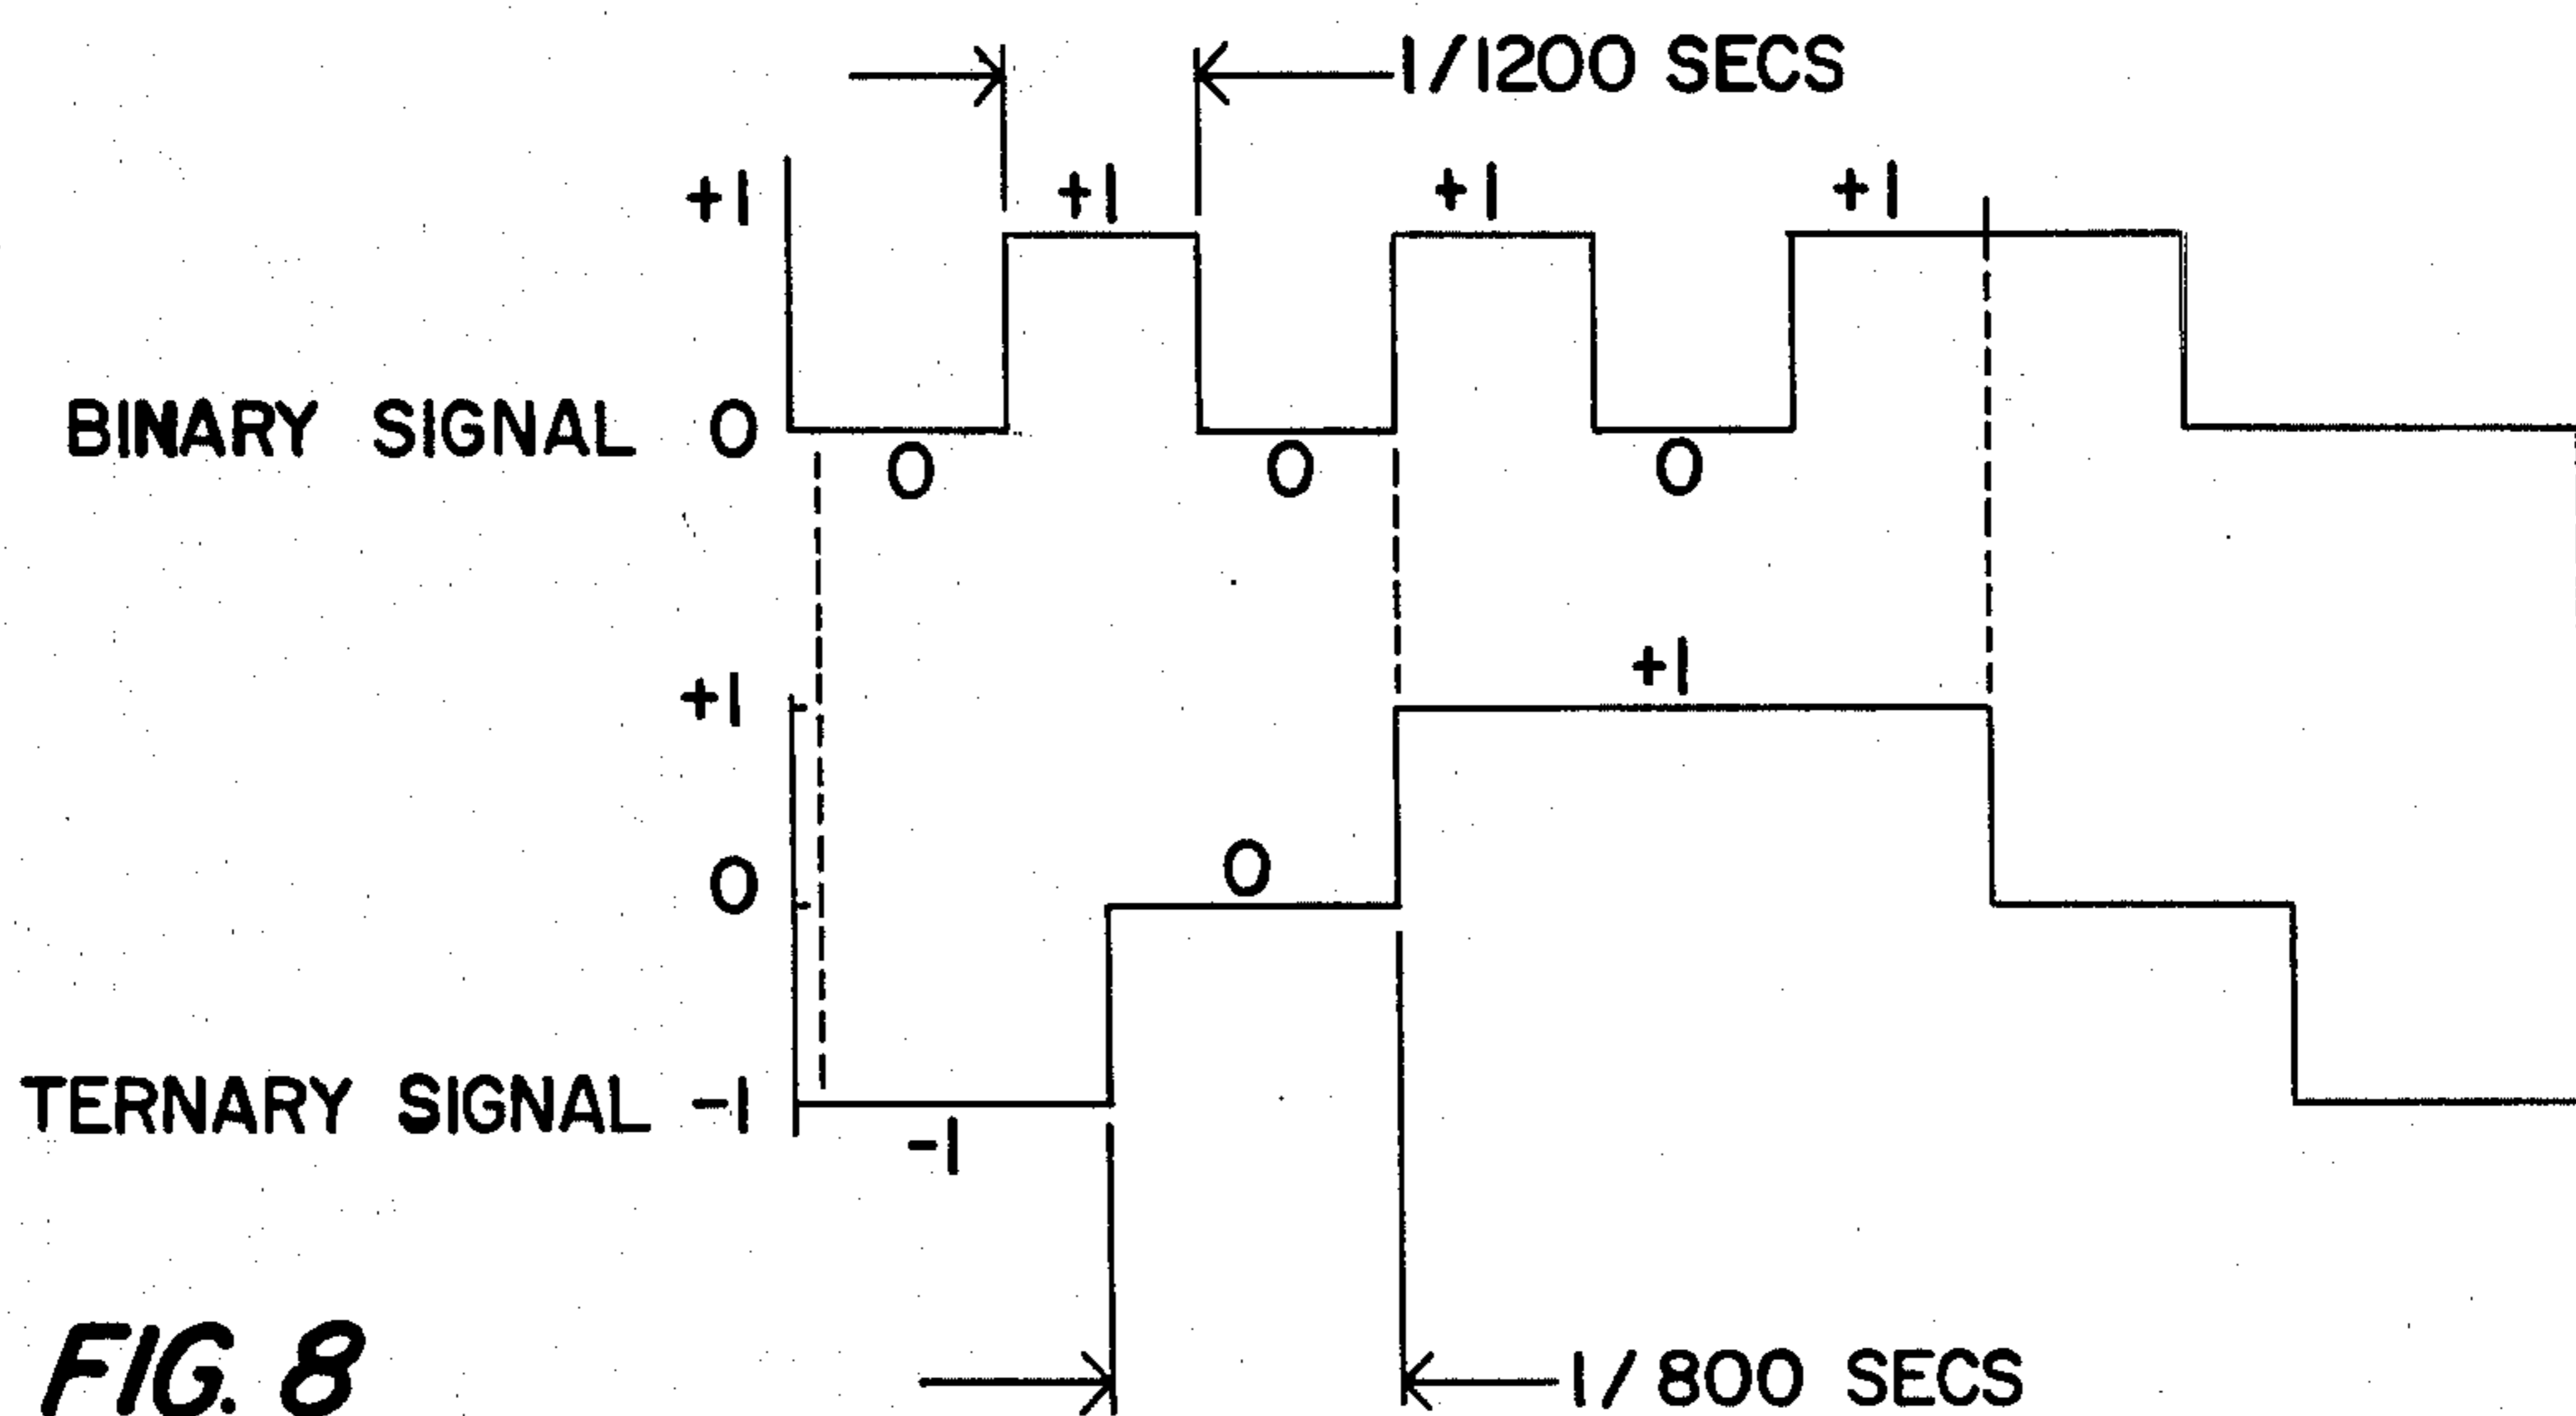 1/1200 SECS
+1 +1 +1 +1
BINARY SIGNAL 0
0 0 0
+1
+1
0 0
TERNARY SIGNAL -1
-1
FIG. 8
1/800 SECS